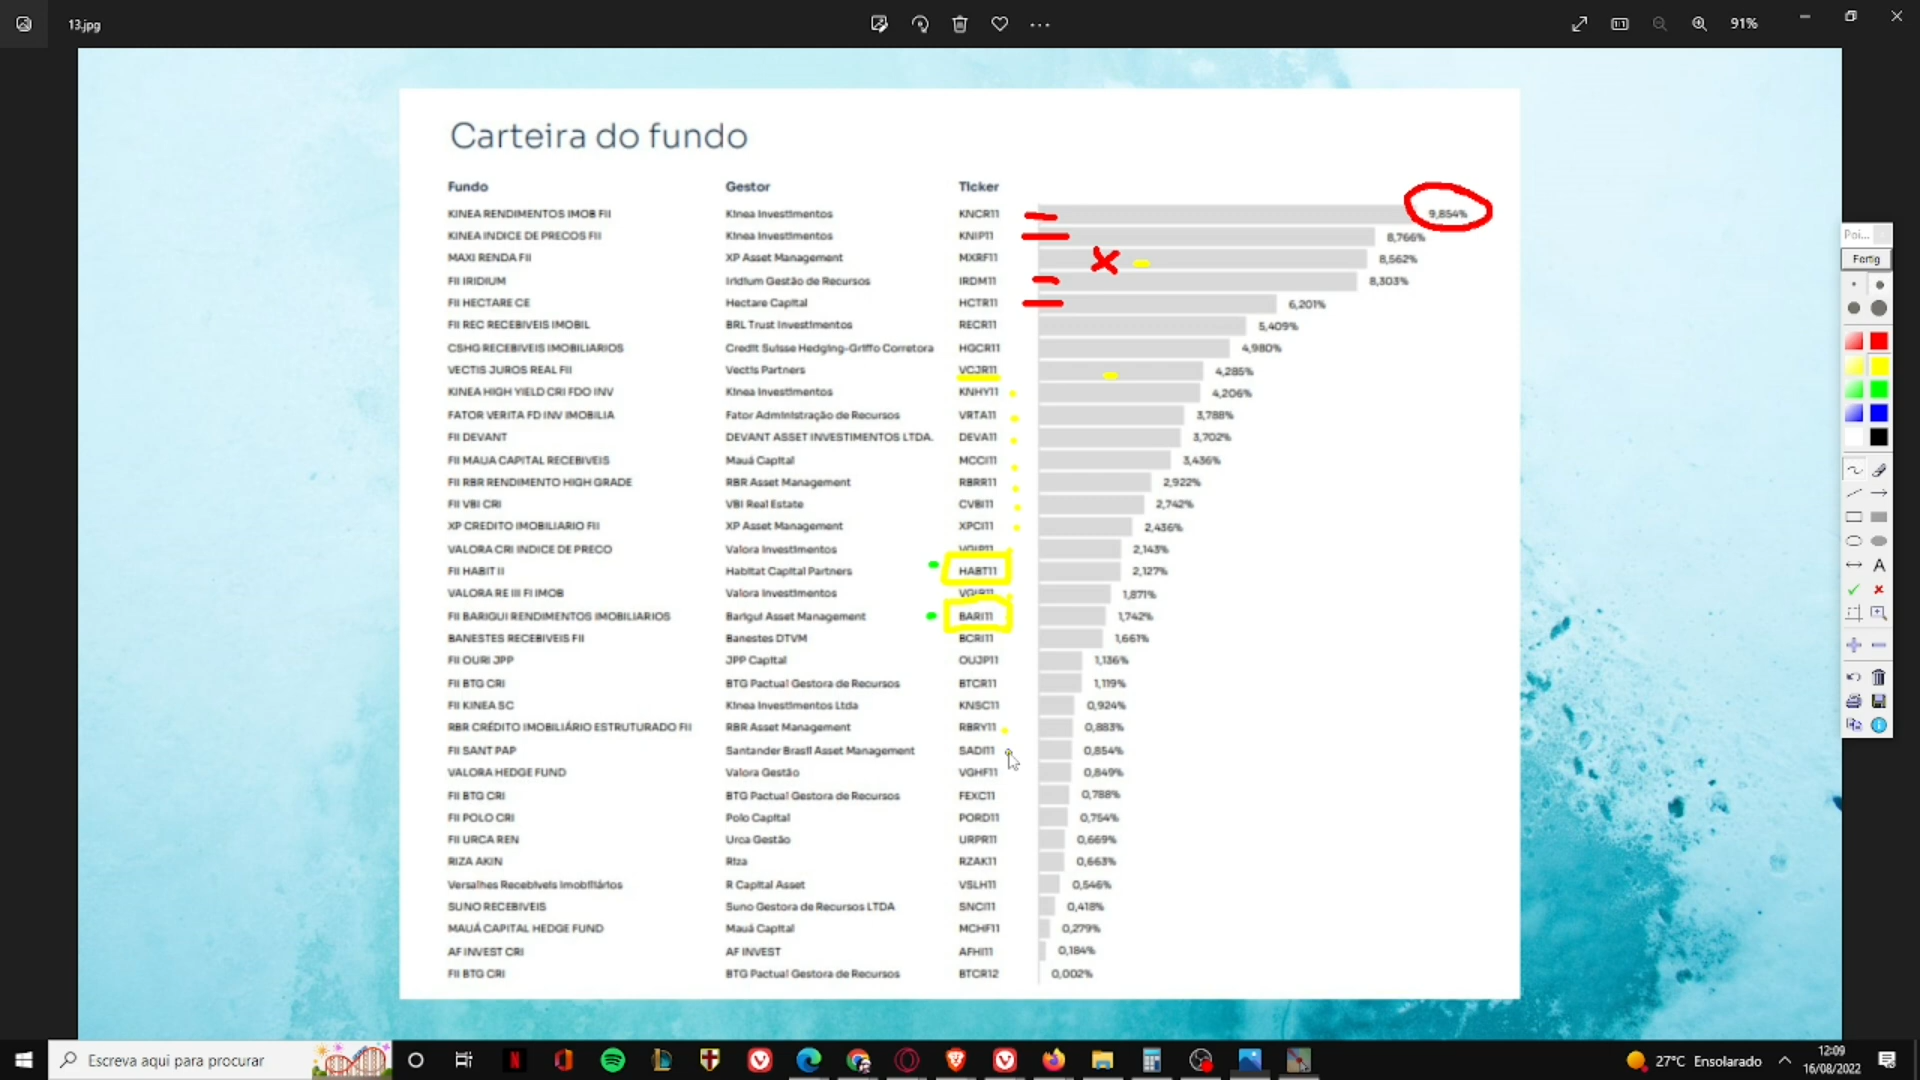 13.jpg
91%
Carteira do fundo
Fundo Gestor Ticker
KINEA RENDIMENTOS IMOB FII Kinea Investimentos KNCR11 9,854%
KINEA INDICE DE PRECOS FII Kinea Investimentos KNIP11 8,766%
MAXI RENDA FII XP Asset Management MXRF11 8,562%
FII IRIDIUM Iridium Gestão de Recursos IRDM11 8,303%
FII HECTARE CE Hectare Capital HCTR11 6,201%
FII REC RECEBIVEIS IMOBIL BRL Trust Investimentos RECR11 5,409%
CSHG RECEBIVEIS IMOBILIARIOS Credit Suisse Hedging-Griffo Corretora HGCR11 4,980%
VECTIS JUROS REAL FII Vectis Partners VCJR11 4,285%
KINEA HIGH YIELD CRI FDO INV Kinea Investimentos KNHY11 4,206%
FATOR VERITA FD INV IMOBILIA Fator Administração de Recursos VRTA11 3,788%
FII DEVANT DEVANT ASSET INVESTIMENTOS LTDA. DEVA11 3,702%
FII MAUA CAPITAL RECEBIVEIS Mauá Capital MCCI11 3,436%
FII RBR RENDIMENTO HIGH GRADE RBR Asset Management RBRR11 2,922%
FII VBI CRI VBI Real Estate CVBI11 2,742%
XP CREDITO IMOBILIARIO FII XP Asset Management XPCI11 2,436%
VALORA CRI INDICE DE PRECO Valora Investimentos VGIP11 2,143%
FII HABIT II Habitat Capital Partners HABT11 2,127%
VALORA RE III FI IMOB Valora Investimentos VGIR11 1,871%
FII BARIGUI RENDIMENTOS IMOBILIARIOS Barigui Asset Management BARI11 1,742%
BANESTES RECEBIVEIS FII Banestes DTVM BCRI11 1,661%
FII OURI JPP JPP Capital OUJP11 1,136%
FII BTG CRI BTG Pactual Gestora de Recursos BTCR11 1,119%
FII KINEA SC Kinea Investimentos Ltda KNSC11 0,924%
RBR CRÉDITO IMOBILIÁRIO ESTRUTURADO FII RBR Asset Management RBRY11 0,883%
FII SANT PAP Santander Brasil Asset Management SADI11 0,854%
VALORA HEDGE FUND Valora Gestão VGHF11 0,849%
FII BTG CRI BTG Pactual Gestora de Recursos FEXC11 0,788%
FII POLO CRI Polo Capital PORD11 0,754%
FII URCA REN Urca Gestão URPR11 0,669%
RIZA AKIN Riza RZAK11 0,663%
Versalhes Recebíveis Imobiliários R Capital Asset VSLH11 0,546%
SUNO RECEBIVEIS Suno Gestora de Recursos LTDA SNCI11 0,418%
MAUÁ CAPITAL HEDGE FUND Mauá Capital MCHF11 0,279%
AF INVEST CRI AF INVEST AFHI11 0,184%
FII BTG CRI BTG Pactual Gestora de Recursos BTCR12 0,002%
Poi...
Fertig
A
Escreva aqui para procurar
27°C Ensolarado
12:09
16/08/2022